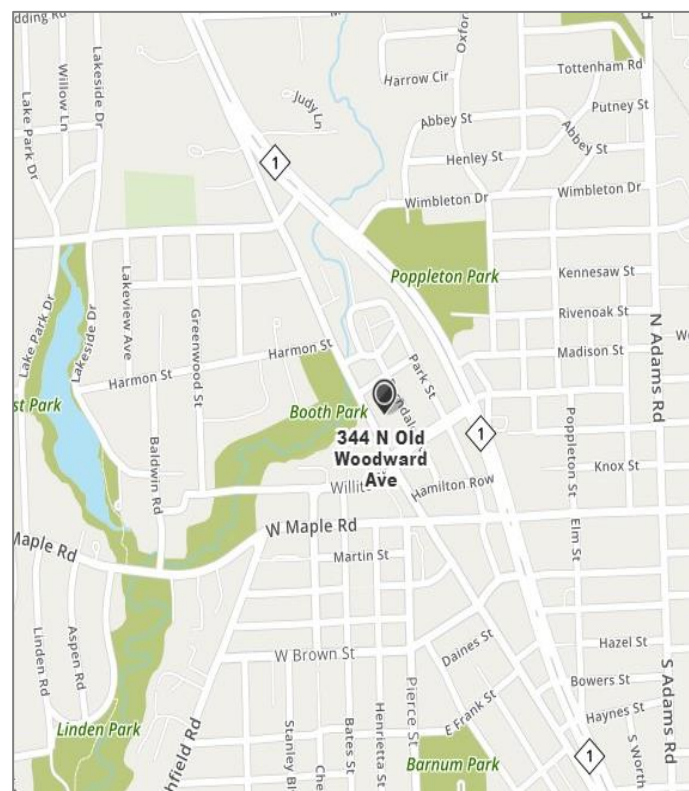 Lake Park Dr
Willow Ln
Lakeside Dr
Judy Ln
Harrow Cir
Tottenham Rd
Putney St
Abbey St
Abbey St
Henley St
1
Wimbleton Dr
Wimbleton Dr
Poppleton Park
Kennesaw St
Rivenoak St
N Adams Rd
Madison St
Lake Park Dr
Lakeside Dr
Lakeview Ave
Greenwood St
Harmon St
Harmon St
Park St
Booth Park
344 N Old
Woodward
Ave
1
Baldwin Rd
Poppleton St
Knox St
Hamilton Row
W Maple Rd
Maple Rd
Martin St
Elm St
Linden Rd
Aspen Rd
W Brown St
Daines St
Hazel St
S Adams Rd
Bowers St
Haynes St
Pierce St
E Frank St
Linden Park
Bates St
Henrietta St
Barnum Park
1